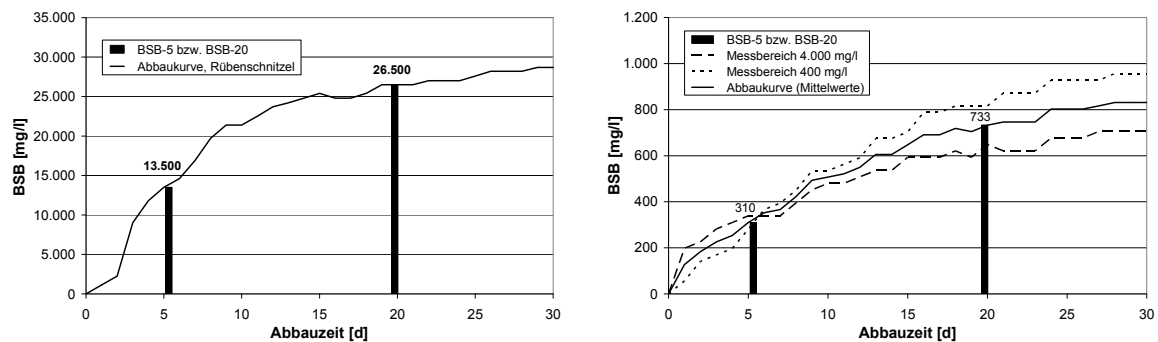 35.000
30.000
25.000
20.000
15.000
10.000
5.000
0
BSB [mg/l]
BSB-5 bzw. BSB-20
Abbaukurve, Rübenschnitzel
13.500
26.500
0 5 10 15 20 25 30
Abbauzeit [d]
1.200
1.000
800
600
400
200
0
BSB [mg/l]
BSB-5 bzw. BSB-20
Messbereich 4.000 mg/l
Messbereich 400 mg/l
Abbaukurve (Mittelwerte)
310
733
0 5 10 15 20 25 30
Abbauzeit [d]